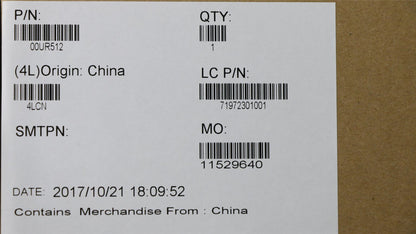 P/N:
QTY:
00UR512
1
(4L)Origin: China
LC P/N:
4LCN
71972301001
SMTPN:
MO:
11529640
DATE: 2017/10/21 18:09:52
Contains Merchandise From : China